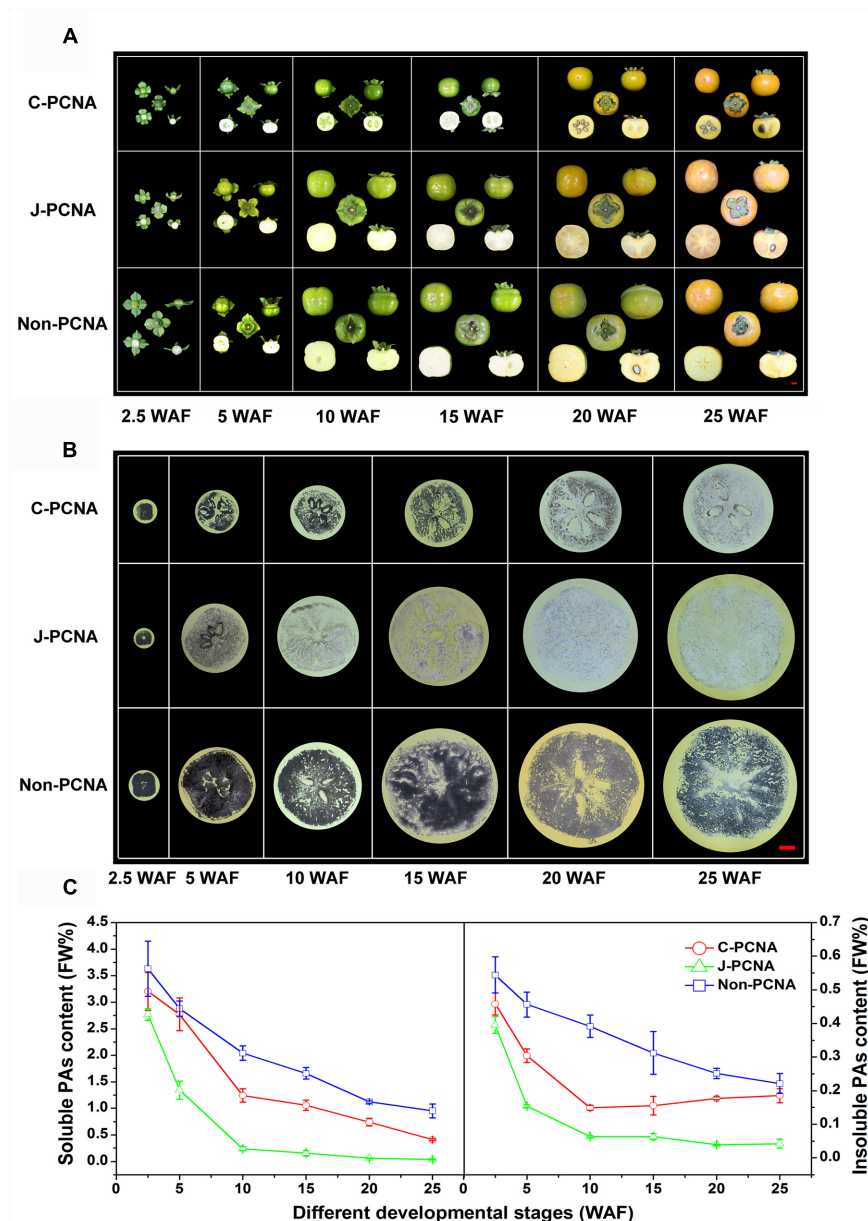 A
C-PCNA
J-PCNA
Non-PCNA
2.5 WAF 5 WAF 10 WAF 15 WAF 20 WAF 25 WAF
B
C-PCNA
J-PCNA
Non-PCNA
2.5 WAF 5 WAF 10 WAF 15 WAF 20 WAF 25 WAF
C
Soluble PAs content (FW%)
4.5
4.0
3.5
3.0
2.5
2.0
1.5
1.0
0.5
0.0
0 5 10 15 20 25
C-PCNA
J-PCNA
Non-PCNA
0.7
0.6
0.5
0.4
0.3
0.2
0.1
0.0
0 5 10 15 20 25
Insoluble PAs content (FW%)
Different developmental stages (WAF)